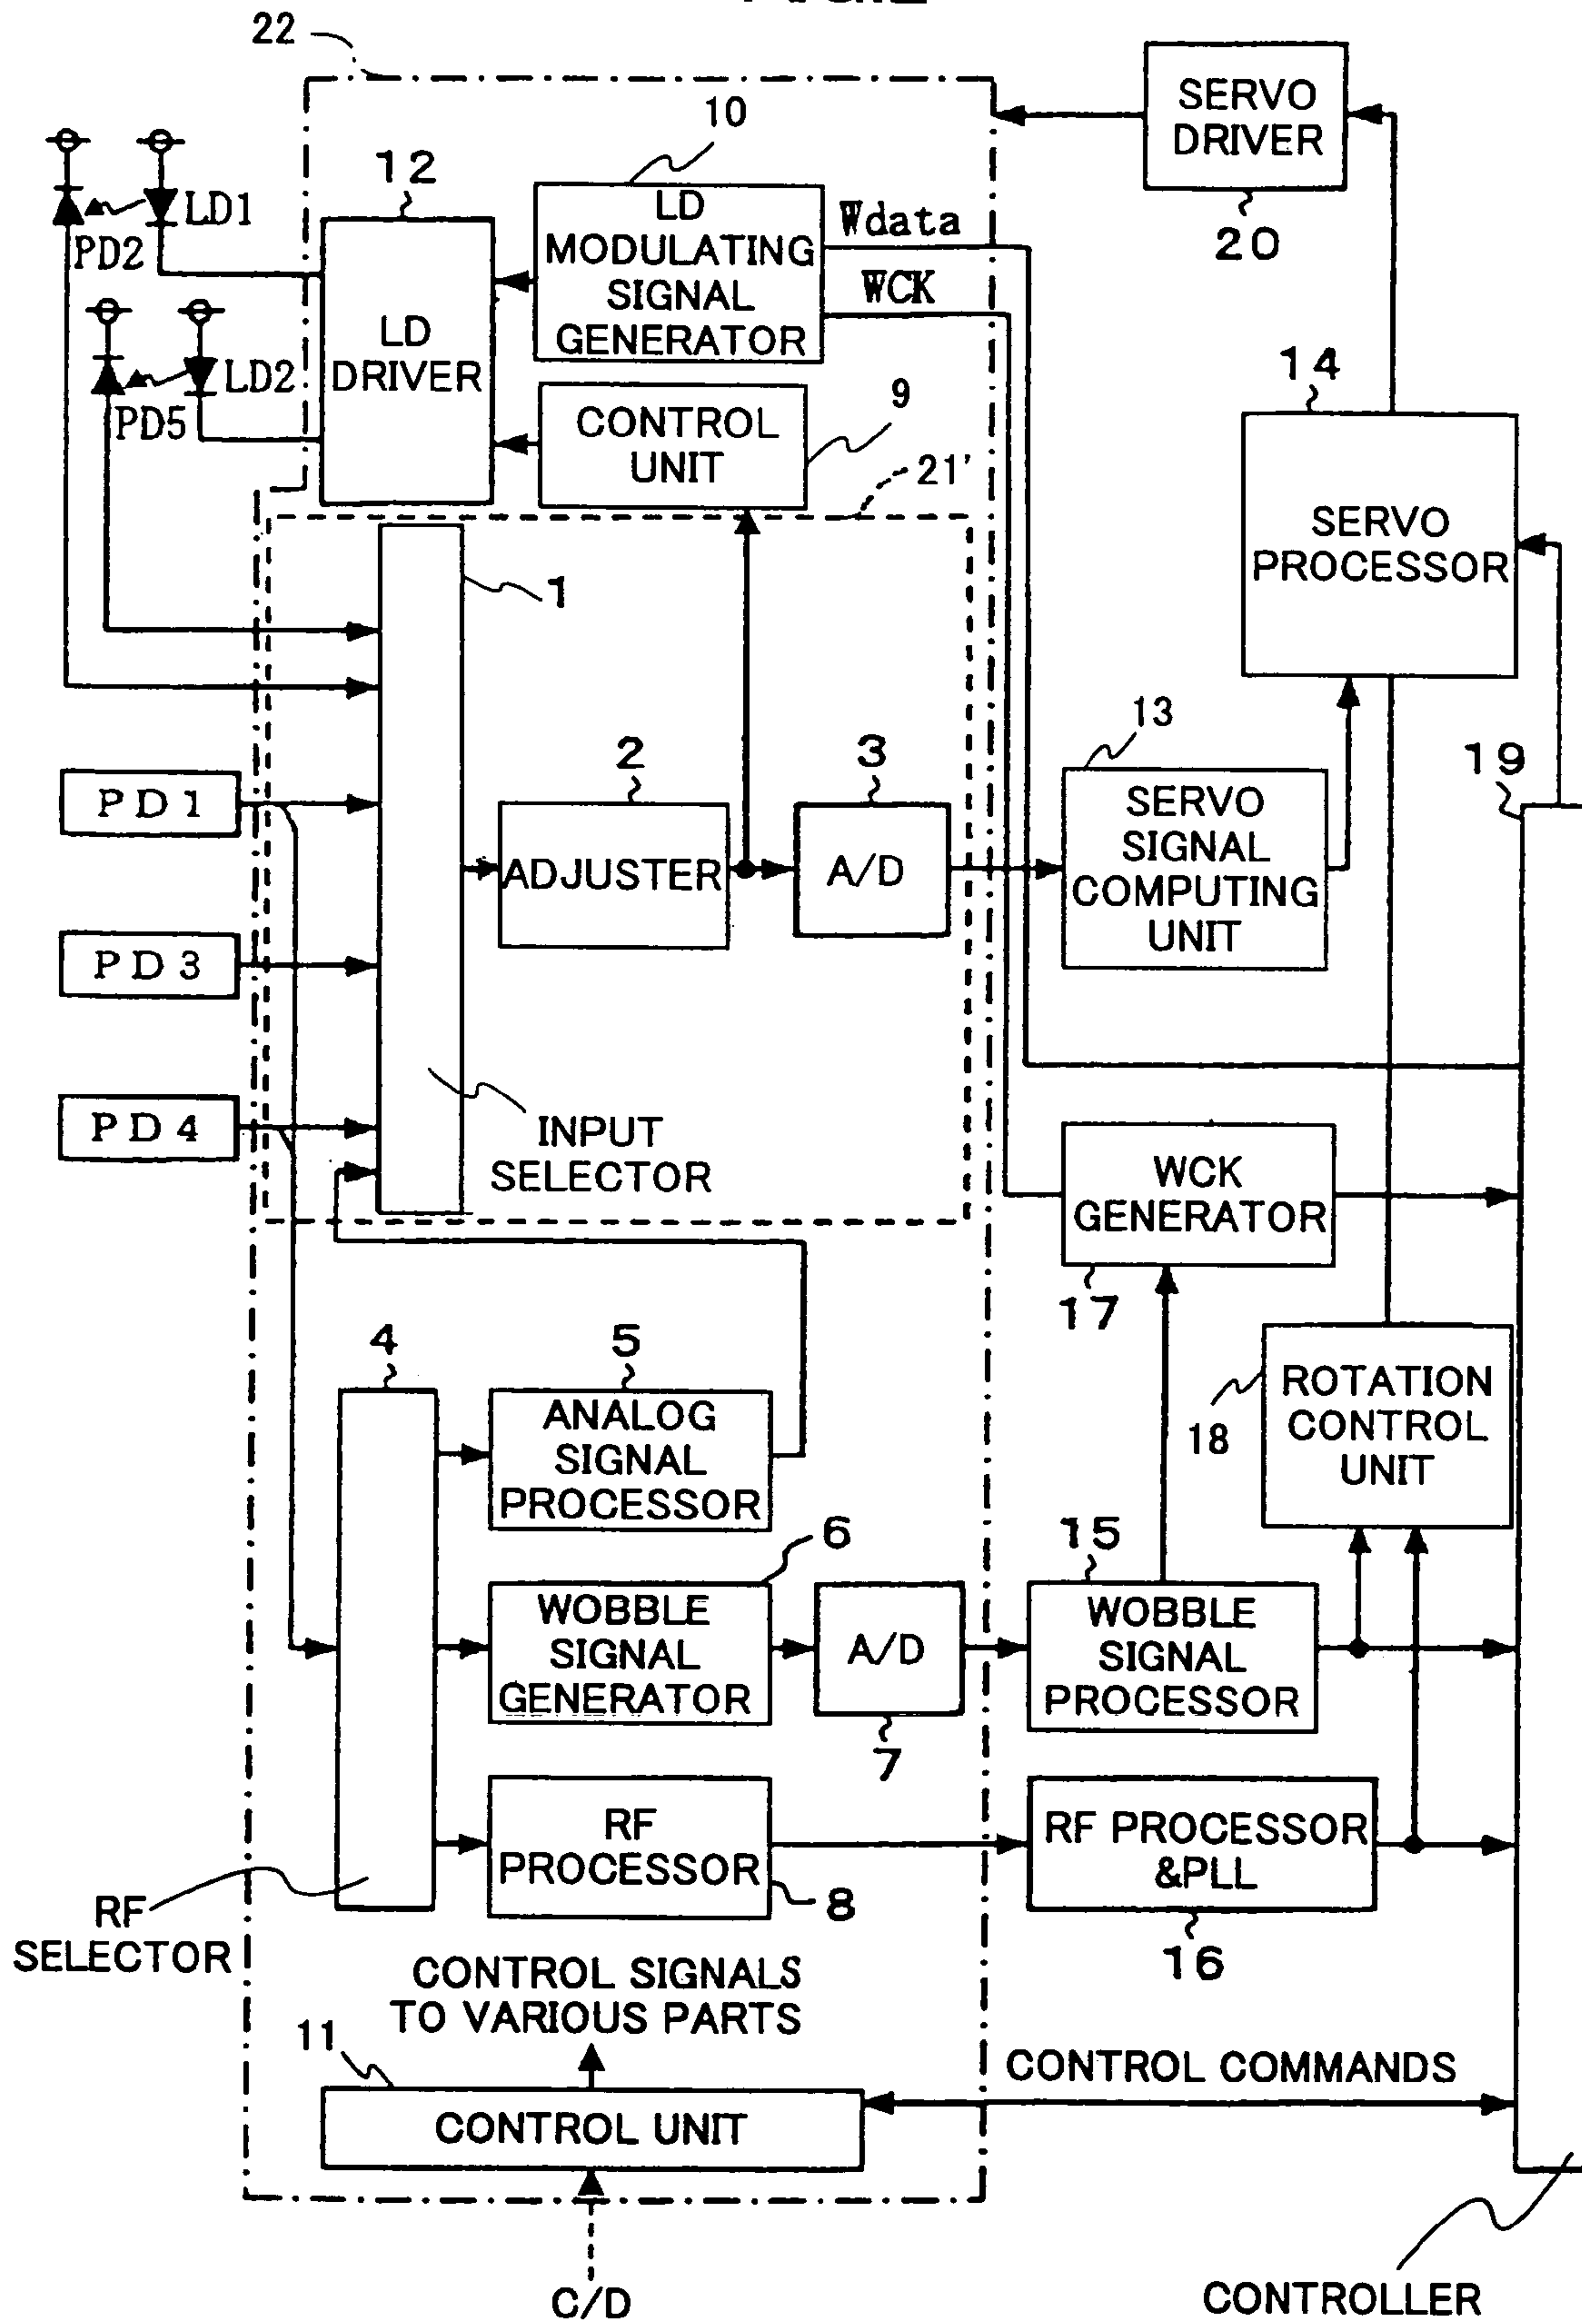 22
SERVO
DRIVER
20
10
12
LD1
PD2
LD
MODULATING
SIGNAL
GENERATOR
Wdata
WCK
LD
DRIVER
LD2
PD5
CONTROL
UNIT
9
21'
14
SERVO
PROCESSOR
1
13
19
2
3
PD1
ADJUSTER
A/D
SERVO
SIGNAL
COMPUTING
UNIT
PD3
PD4
INPUT
SELECTOR
WCK
GENERATOR
17
4
5
ANALOG
SIGNAL
PROCESSOR
18
ROTATION
CONTROL
UNIT
6
15
WOBBLE
SIGNAL
GENERATOR
A/D
7
WOBBLE
SIGNAL
PROCESSOR
RF
PROCESSOR
8
RF PROCESSOR
&PLL
16
RF
SELECTOR
CONTROL SIGNALS
TO VARIOUS PARTS
11
CONTROL COMMANDS
CONTROL UNIT
C/D
CONTROLLER